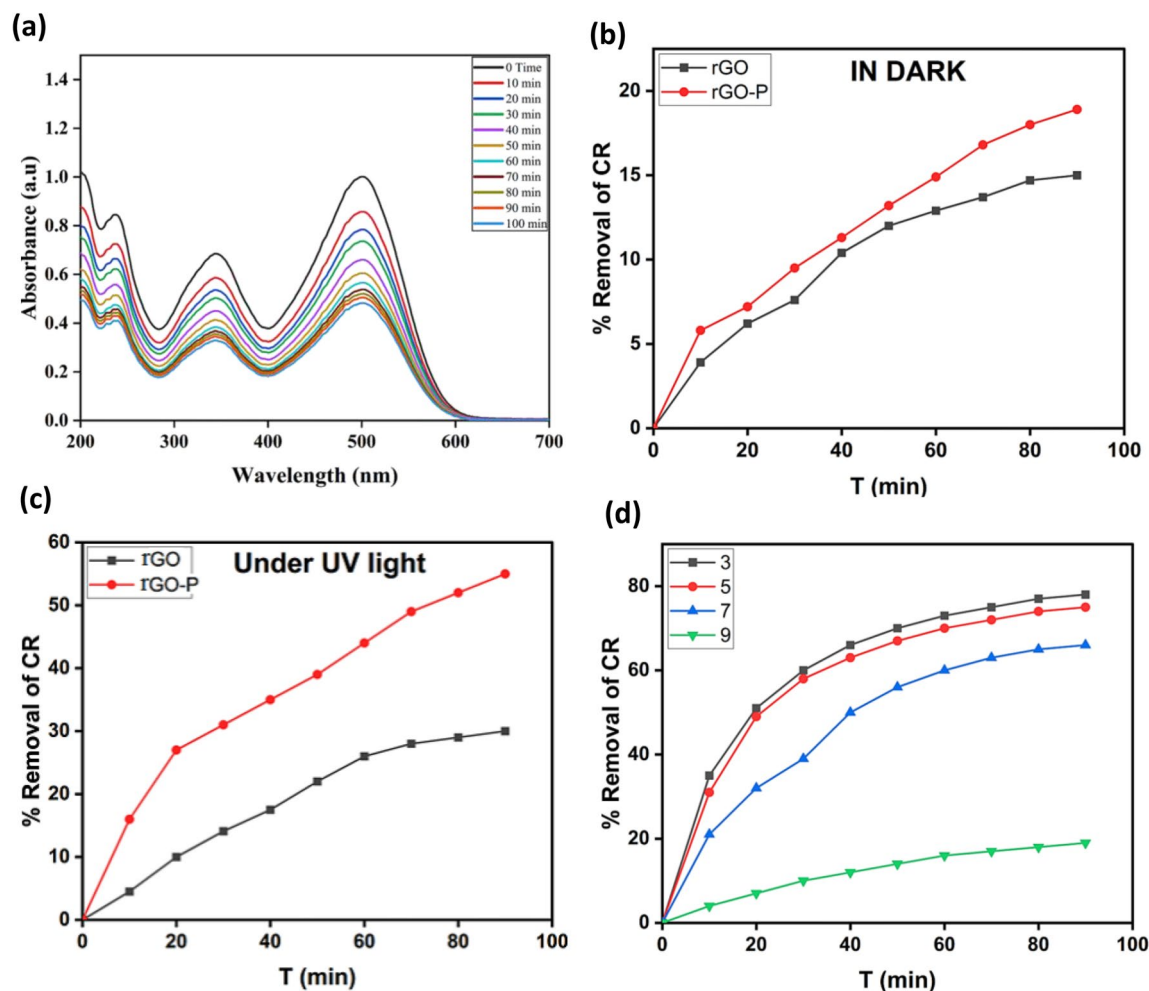 (a)
0 Time
10 min
20 min
30 min
40 min
50 min
60 min
70 min
80 min
90 min
100 min
1.4
1.2
1.0
0.8
0.6
0.4
0.2
0.0
Absorbance (a.u)
200 300 400 500 600 700
Wavelength (nm)
(b)
IN DARK
rGO
rGO-P
20
15
10
5
0
% Removal of CR
0 20 40 60 80 100
T (min)
(c)
Under UV light
rGO
rGO-P
60
50
40
30
20
10
0
% Removal of CR
0 20 40 60 80 100
T (min)
(d)
3
5
7
9
80
60
40
20
0
% Removal of CR
0 20 40 60 80 100
T (min)